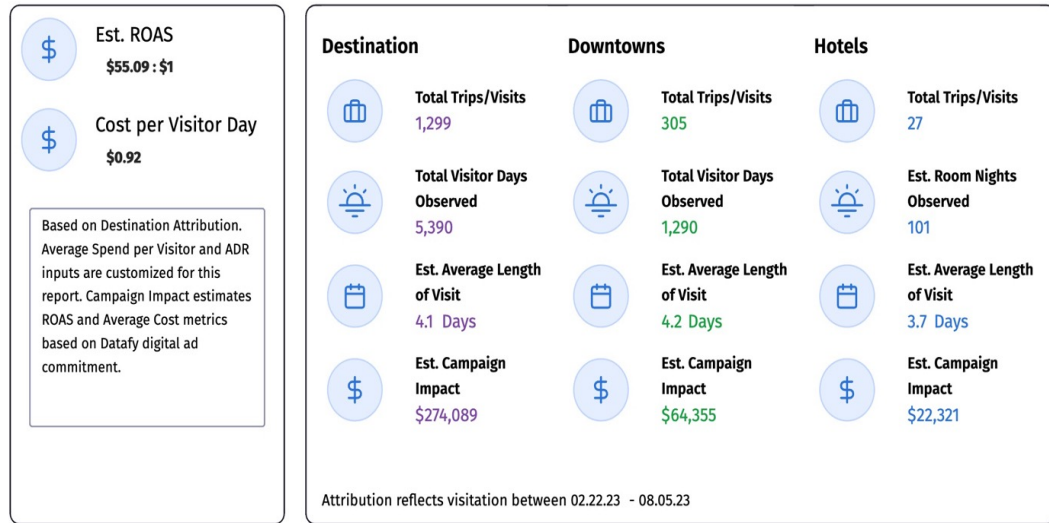 Est. ROAS
$55.09 : $1
Cost per Visitor Day
$0.92
Based on Destination Attribution.
Average Spend per Visitor and ADR
inputs are customized for this
report. Campaign Impact estimates
ROAS and Average Cost metrics
based on Datafy digital ad
commitment.
Destination
Total Trips/Visits
1,299
Total Visitor Days
Observed
5,390
Est. Average Length
of Visit
4.1 Days
Est. Campaign
Impact
$274,089
Downtowns
Total Trips/Visits
305
Total Visitor Days
Observed
1,290
Est. Average Length
of Visit
4.2 Days
Est. Campaign
Impact
$64,355
Hotels
Total Trips/Visits
27
Est. Room Nights
Observed
101
Est. Average Length
of Visit
3.7 Days
Est. Campaign
Impact
$22,321
Attribution reflects visitation between 02.22.23 - 08.05.23